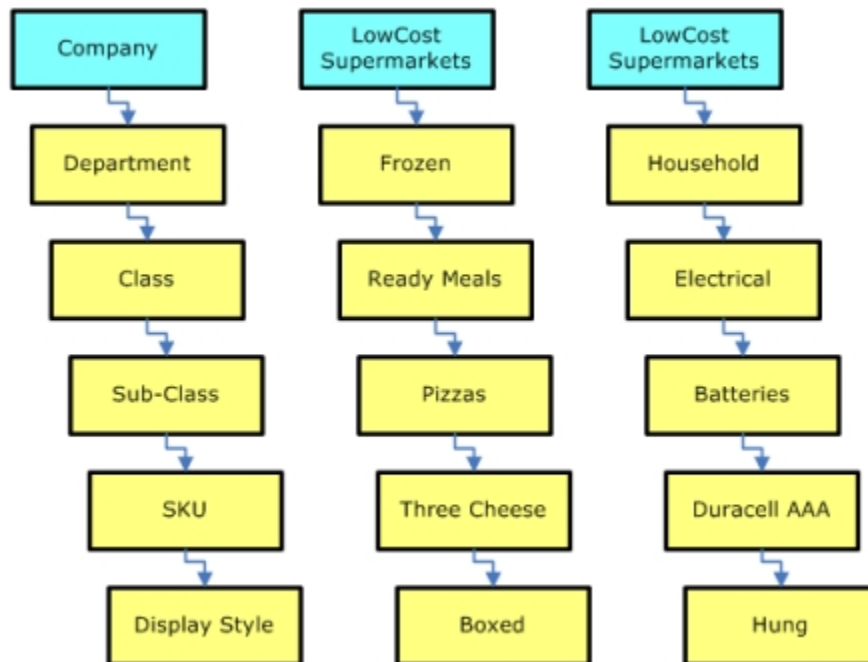 Company
Department
Class
Sub-Class
SKU
Display Style
LowCost
Supermarkets
Frozen
Ready Meals
Pizzas
Three Cheese
Boxed
LowCost
Supermarkets
Household
Electrical
Batteries
Duracell AAA
Hung